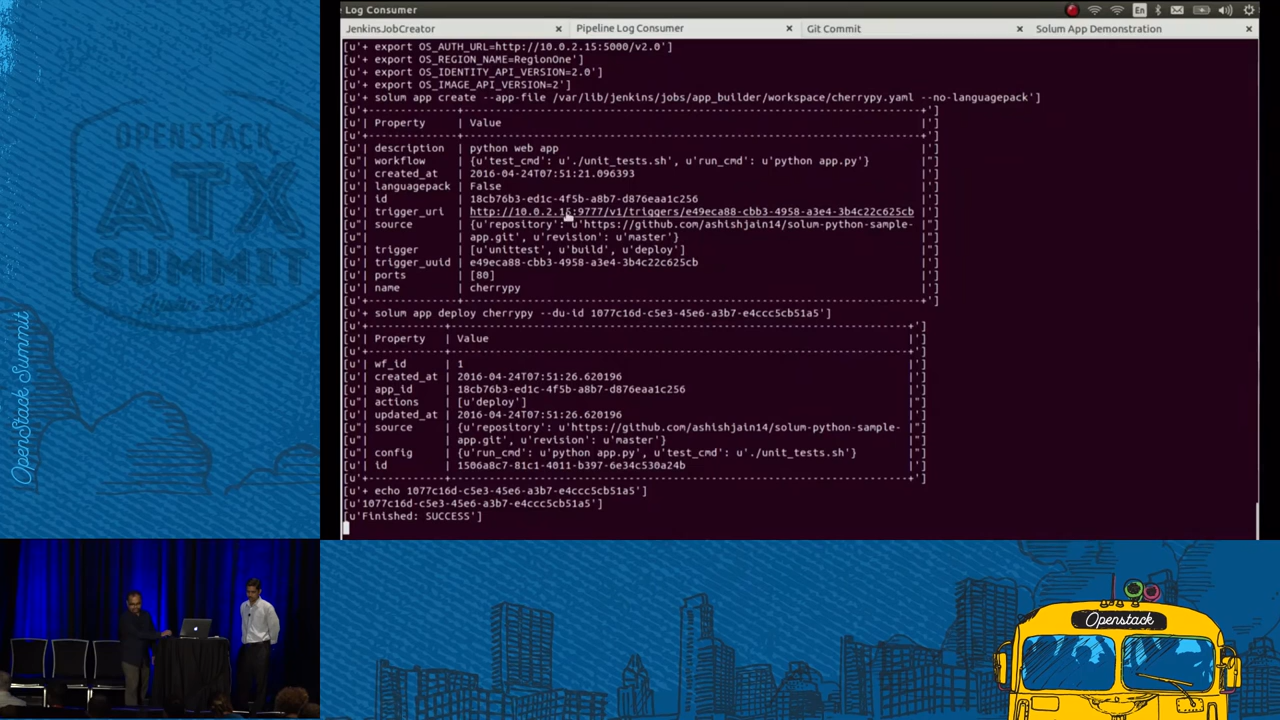 Log Consumer
En
JenkinsJobCreator x Pipeline Log Consumer x Git Commit x Solum App Demonstration x
[u'+ export OS_AUTH_URL=http://10.0.2.15:5000/v2.0']
[u'+ export OS_REGION_NAME=RegionOne']
[u'+ export OS_IDENTITY_API_VERSION=2.0']
[u'+ export OS_IMAGE_API_VERSION=2']
[u'+ solum app create --app-file /var/lib/jenkins/jobs/app_builder/workspace/cherrypy.yaml --no-languagepack']
[u'+-------------+----------------------------------------------------------------------+']
[u'| Property    | Value                                                                |']
[u'+-------------+----------------------------------------------------------------------+']
[u'| description | python web app                                                       |']
[u"| workflow    | {u'test_cmd': u'./unit_tests.sh', u'run_cmd': u'python app.py'}        |"]
[u'| created_at  | 2016-04-24T07:51:21.096393                                           |']
[u'| languagepack | False                                                                |']
[u'| id          | 18cb76b3-ed1c-4f5b-a8b7-d876eaa1c256                                 |']
[u'| trigger_uri | http://10.0.2.15:9777/v1/triggers/e49eca88-cbb3-4958-a3e4-3b4c22c625cb |']
[u"| source      | {u'repository': u'https://github.com/ashishjain14/solum-python-sample- |"]
[u"|             | app.git', u'revision': u'master'}                                    |"]
[u"| trigger     | [u'unittest', u'build', u'deploy']                                   |"]
[u'| trigger_uuid | e49eca88-cbb3-4958-a3e4-3b4c22c625cb                                 |']
[u'| ports       | [80]                                                                 |']
[u'| name        | cherrypy                                                             |']
[u'+-------------+----------------------------------------------------------------------+']
[u'+ solum app deploy cherrypy --du-id 1077c16d-c5e3-45e6-a3b7-e4ccc5cb51a5']
[u'+------------+----------------------------------------------------------------------+']
[u'| Property   | Value                                                                |']
[u'+------------+----------------------------------------------------------------------+']
[u'| wf_id      | 1                                                                    |']
[u'| created_at | 2016-04-24T07:51:26.620196                                           |']
[u'| app_id     | 18cb76b3-ed1c-4f5b-a8b7-d876eaa1c256                                 |']
[u"| actions    | [u'deploy']                                                          |"]
[u'| updated_at | 2016-04-24T07:51:26.620196                                           |']
[u"| source     | {u'repository': u'https://github.com/ashishjain14/solum-python-sample- |"]
[u"|            | app.git', u'revision': u'master'}                                    |"]
[u"| config     | {u'run_cmd': u'python app.py', u'test_cmd': u'./unit_tests.sh'}        |"]
[u'| id         | 1506a8c7-81c1-4011-b397-6e34c530a24b                                 |']
[u'+------------+----------------------------------------------------------------------+']
[u'+ echo 1077c16d-c5e3-45e6-a3b7-e4ccc5cb51a5']
[u'1077c16d-c5e3-45e6-a3b7-e4ccc5cb51a5']
[u'Finished: SUCCESS']
OPENSTACK
ATX
SUMMIT
OpenStack Summit
Openstack